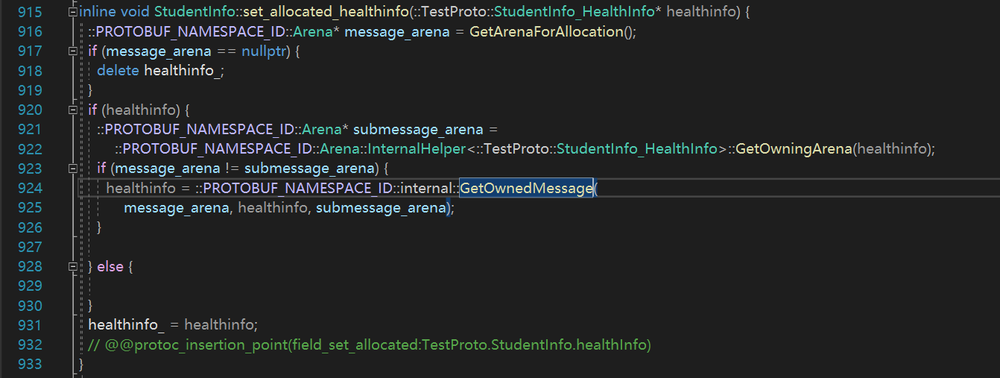 915 inline void StudentInfo::set_allocated_healthinfo(::TestProto::StudentInfo_HealthInfo* healthinfo) {
916 ::PROTOBUF_NAMESPACE_ID::Arena* message_arena = GetArenaForAllocation();
917 if (message_arena == nullptr) {
918 delete healthinfo_;
919 }
920 if (healthinfo) {
921 ::PROTOBUF_NAMESPACE_ID::Arena* submessage_arena =
922 ::PROTOBUF_NAMESPACE_ID::Arena::InternalHelper<::TestProto::StudentInfo_HealthInfo>::GetOwningArena(healthinfo);
923 if (message_arena != submessage_arena) {
924 healthinfo = ::PROTOBUF_NAMESPACE_ID::internal::GetOwnedMessage(
925 message_arena, healthinfo, submessage_arena);
926 }
927
928 } else {
929
930 }
931 healthinfo_ = healthinfo;
932 // @@protoc_insertion_point(field_set_allocated:TestProto.StudentInfo.healthInfo)
933 }